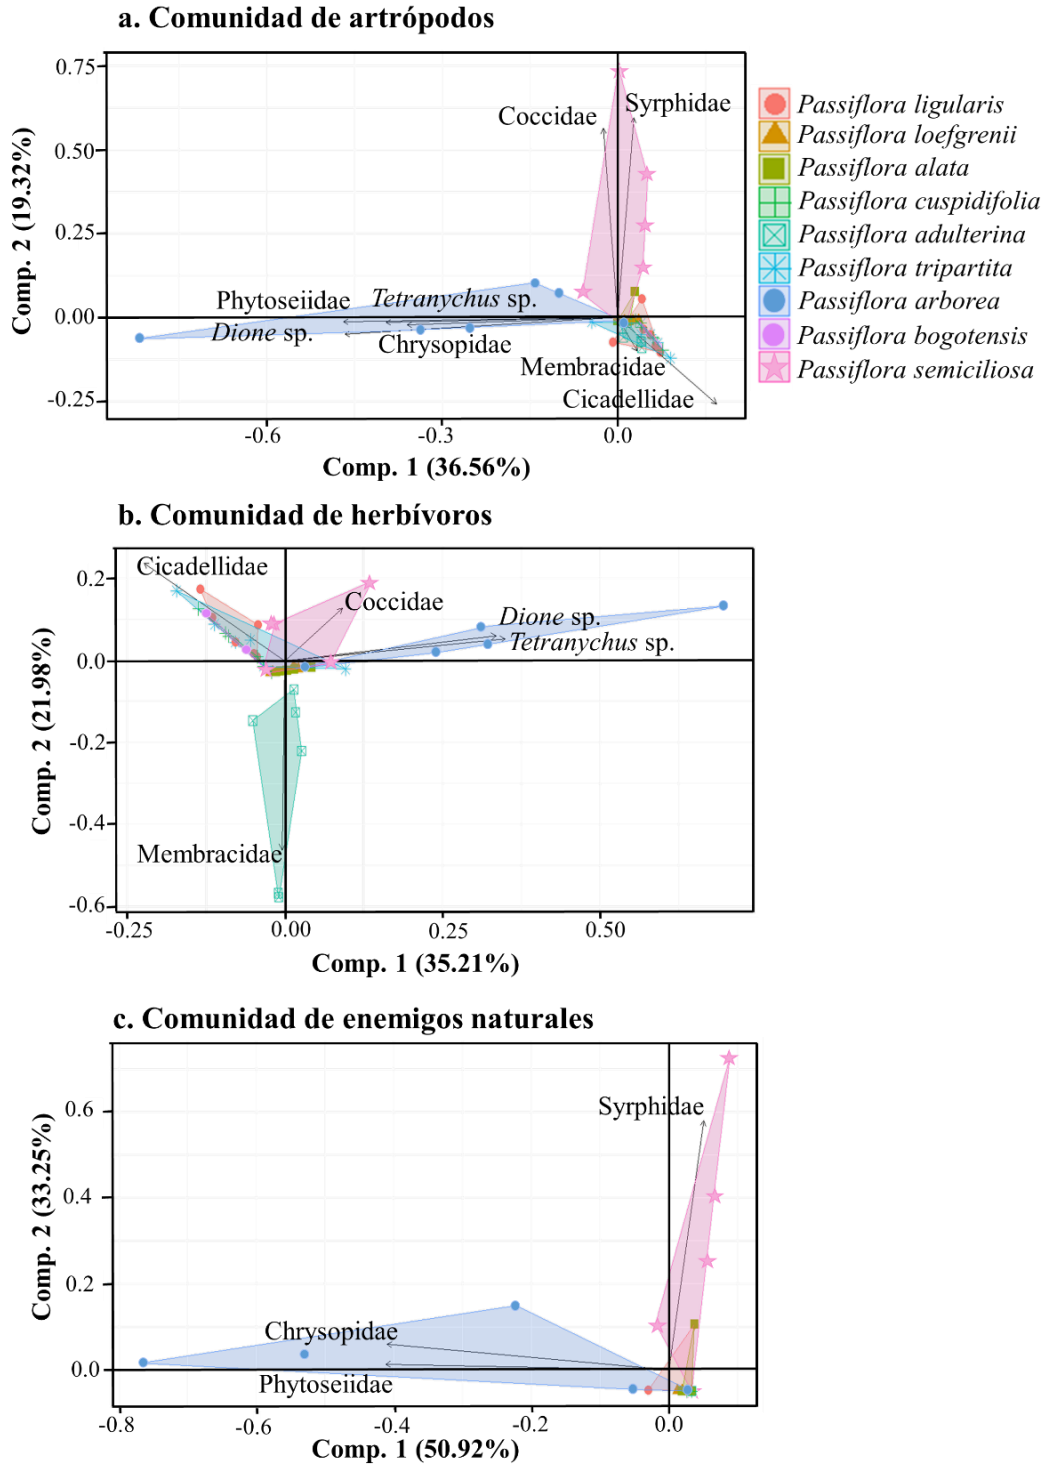 a. Comunidad de artrópodos
0.75
0.50
0.25
0.00
-0.25
Comp. 2 (19.32%)
Coccidae
Syrphidae
Phytoseiidae
Tetranychus sp.
Dione sp.
Chrysopidae
Membracidae
Cicadellidae
-0.6
-0.3
0.0
Comp. 1 (36.56%)
Passiflora ligularis
Passiflora loefgrenii
Passiflora alata
Passiflora cuspidifolia
Passiflora adulterina
Passiflora tripartita
Passiflora arborea
Passiflora bogotensis
Passiflora semiciliosa
b. Comunidad de herbívoros
0.2
0.0
-0.2
-0.4
-0.6
Comp. 2 (21.98%)
Cicadellidae
Coccidae
Dione sp.
Tetranychus sp.
Membracidae
-0.25
0.00
0.25
0.50
Comp. 1 (35.21%)
c. Comunidad de enemigos naturales
0.6
0.4
0.2
0.0
Comp. 2 (33.25%)
Syrphidae
Chrysopidae
Phytoseiidae
-0.8
-0.6
-0.4
-0.2
0.0
Comp. 1 (50.92%)